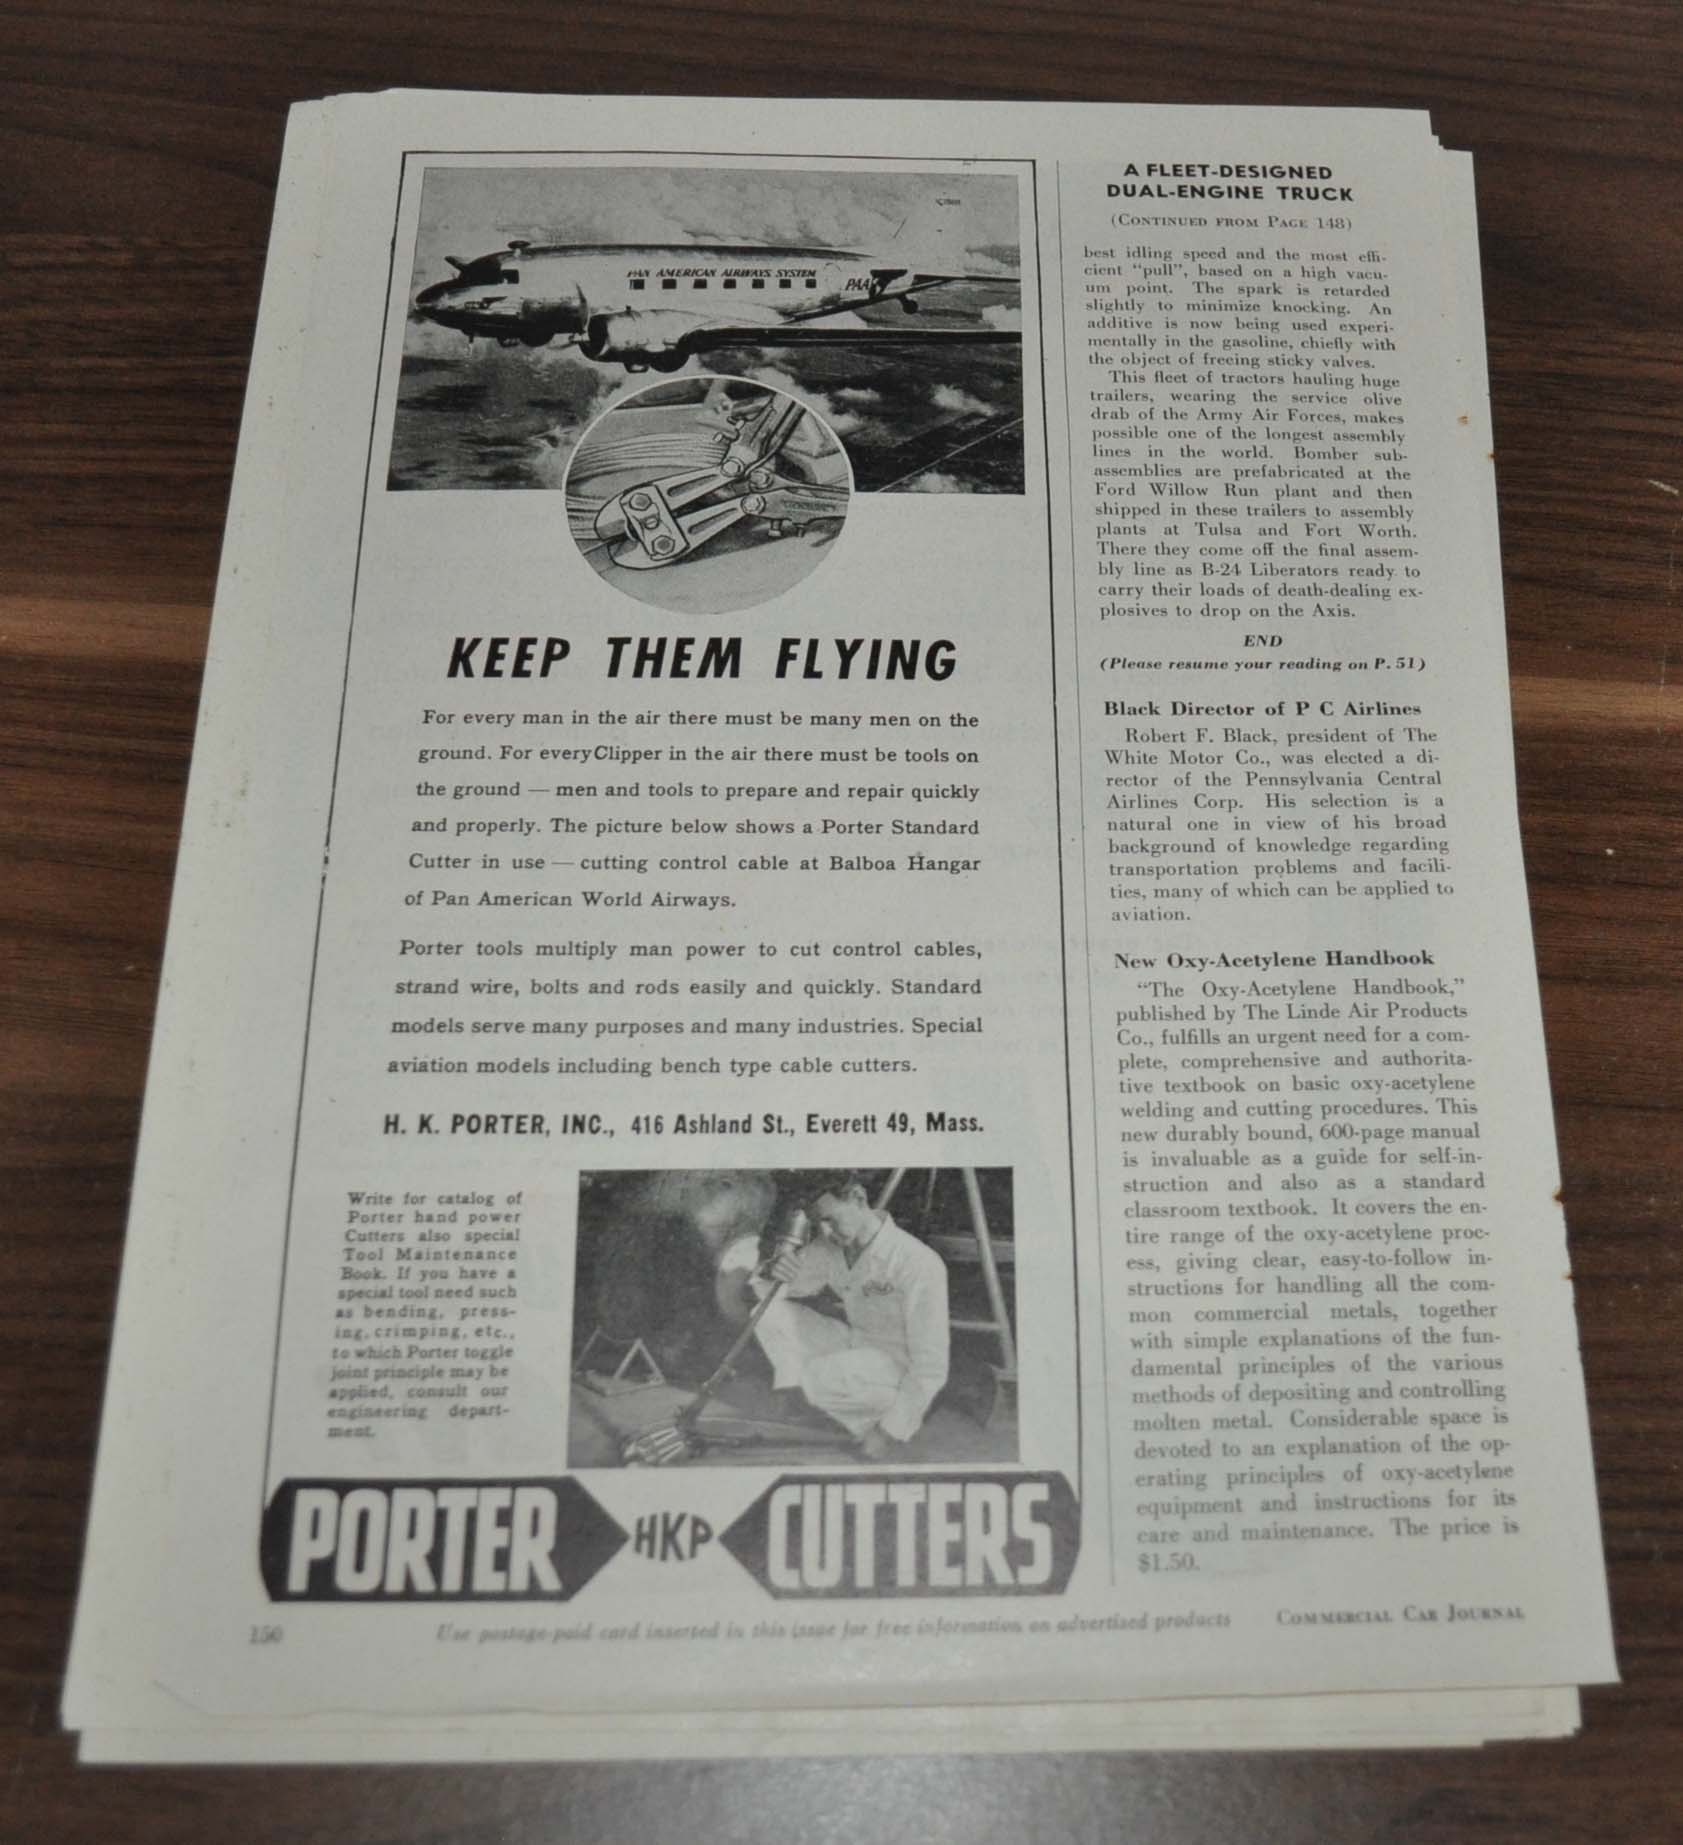 PAN AMERICAN AIRWAYS SYSTEM
PAA
KEEP THEM FLYING
For every man in the air there must be many men on the
ground. For every Clipper in the air there must be tools on
the ground — men and tools to prepare and repair quickly
and properly. The picture below shows a Porter Standard
Cutter in use — cutting control cable at Balboa Hangar
of Pan American World Airways.
Porter tools multiply man power to cut control cables,
strand wire, bolts and rods easily and quickly. Standard
models serve many purposes and many industries. Special
aviation models including bench type cable cutters.
H. K. PORTER, INC., 416 Ashland St., Everett 49, Mass.
Write for catalog of
Porter hand power
Cutters also special
Tool Maintenance
Book. If you have a
special tool need such
as bending, press-
ing, crimping, etc.,
to which Porter toggle
joint principle may be
applied, consult our
engineering depart-
ment.
PORTER HKP CUTTERS
A FLEET-DESIGNED
DUAL-ENGINE TRUCK
(CONTINUED FROM PAGE 148)
best idling speed and the most effi-
cient "pull", based on a high vacu-
um point. The spark is retarded
slightly to minimize knocking. An
additive is now being used experi-
mentally in the gasoline, chiefly with
the object of freeing sticky valves.
This fleet of tractors hauling huge
trailers, wearing the service olive
drab of the Army Air Forces, makes
possible one of the longest assembly
lines in the world. Bomber sub-
assemblies are prefabricated at the
Ford Willow Run plant and then
shipped in these trailers to assembly
plants at Tulsa and Fort Worth.
There they come off the final assem-
bly line as B-24 Liberators ready to
carry their loads of death-dealing ex-
plosives to drop on the Axis.
END
(Please resume your reading on P. 51)
Black Director of P C Airlines
Robert F. Black, president of The
White Motor Co., was elected a di-
rector of the Pennsylvania Central
Airlines Corp. His selection is a
natural one in view of his broad
background of knowledge regarding
transportation problems and facili-
ties, many of which can be applied to
aviation.
New Oxy-Acetylene Handbook
"The Oxy-Acetylene Handbook,"
published by The Linde Air Products
Co., fulfills an urgent need for a com-
plete, comprehensive and authorita-
tive textbook on basic oxy-acetylene
welding and cutting procedures. This
new durably bound, 600-page manual
is invaluable as a guide for self-in-
struction and also as a standard
classroom textbook. It covers the en-
tire range of the oxy-acetylene proc-
ess, giving clear, easy-to-follow in-
structions for handling all the com-
mon commercial metals, together
with simple explanations of the fun-
damental principles of the various
methods of depositing and controlling
molten metal. Considerable space is
devoted to an explanation of the op-
erating principles of oxy-acetylene
equipment and instructions for its
care and maintenance. The price is
$1.50.
150
Use postage-paid card inserted in this issue for free information on advertised products
COMMERCIAL CAR JOURNAL